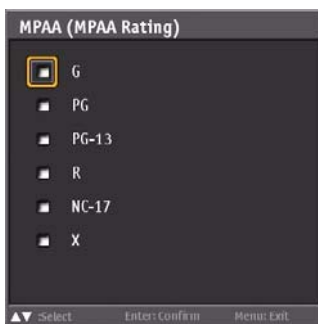 MPAA (MPAA Rating)
G
PG
PG-13
R
NC-17
X
▲▼ :Select Enter: Confirm Menu: Exit